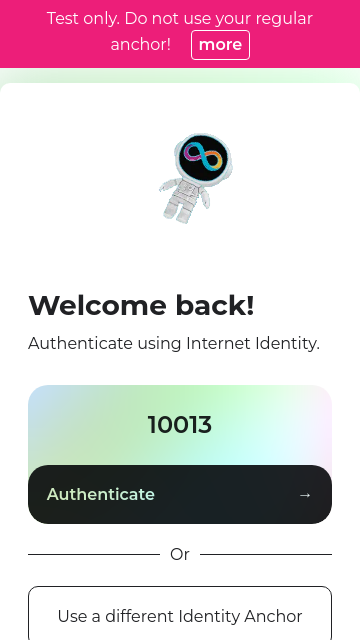 Test only. Do not use your regular
anchor! more
Welcome back!
Authenticate using Internet Identity.
10013
Authenticate →
Or
Use a different Identity Anchor